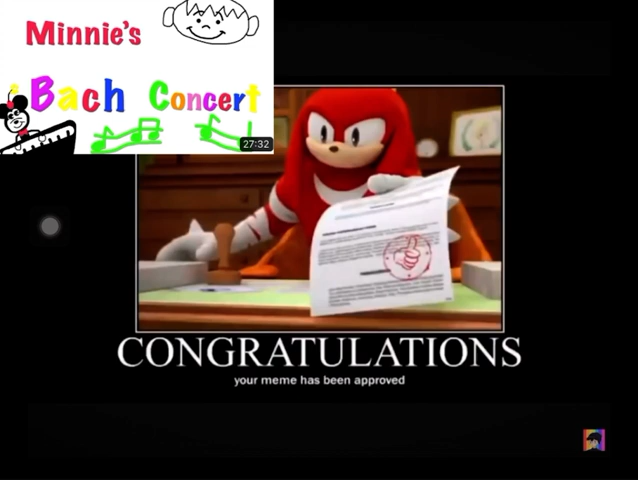 Minnie's
Bach Concert
27:32
CONGRATULATIONS
your meme has been approved